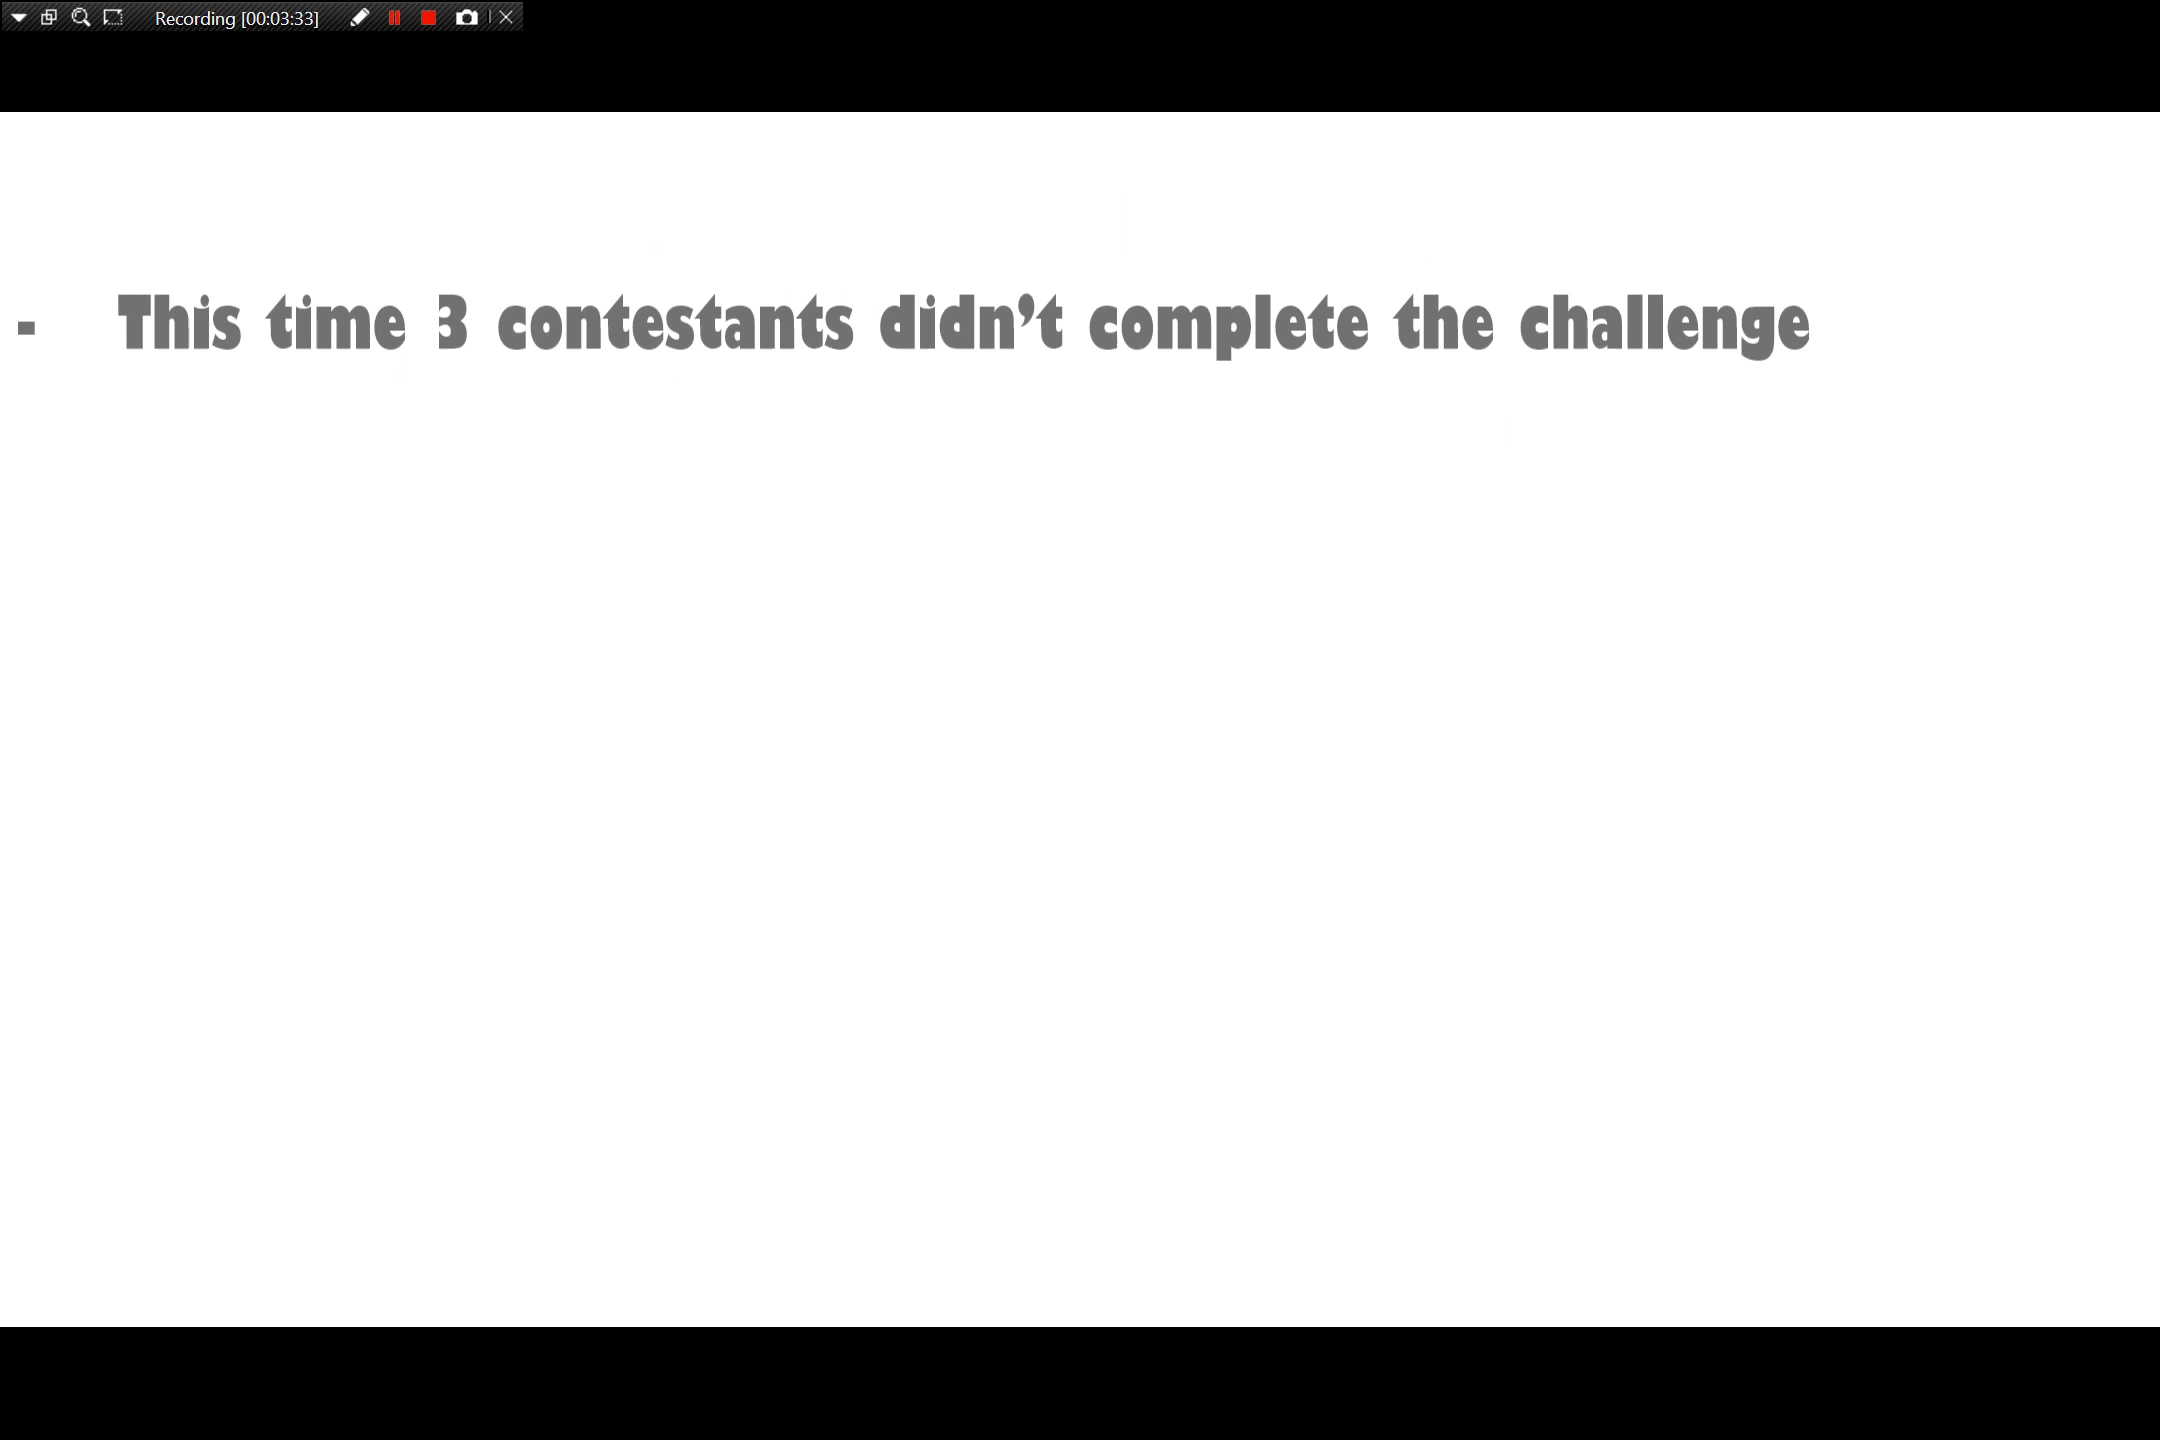 Recording [00:03:33]
- This time 3 contestants didn’t complete the challenge